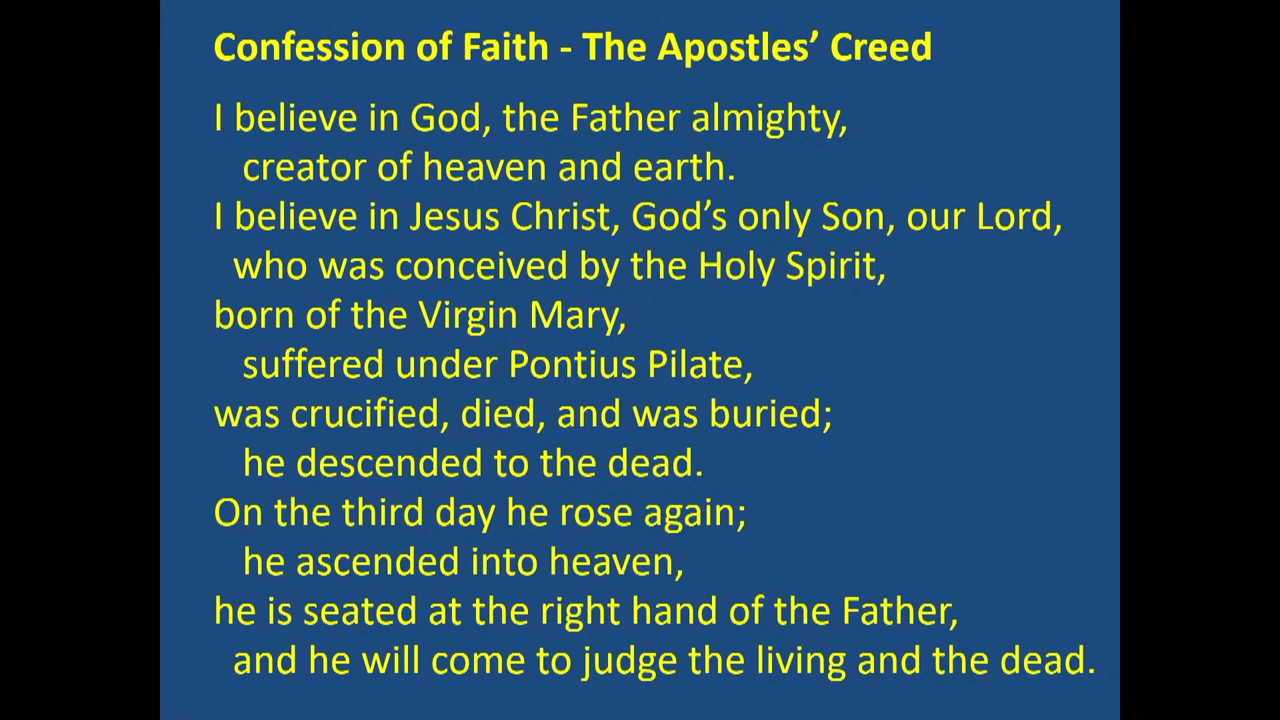 Confession of Faith - The Apostles’ Creed
I believe in God, the Father almighty,
creator of heaven and earth.
I believe in Jesus Christ, God’s only Son, our Lord,
who was conceived by the Holy Spirit,
born of the Virgin Mary,
suffered under Pontius Pilate,
was crucified, died, and was buried;
he descended to the dead.
On the third day he rose again;
he ascended into heaven,
he is seated at the right hand of the Father,
and he will come to judge the living and the dead.